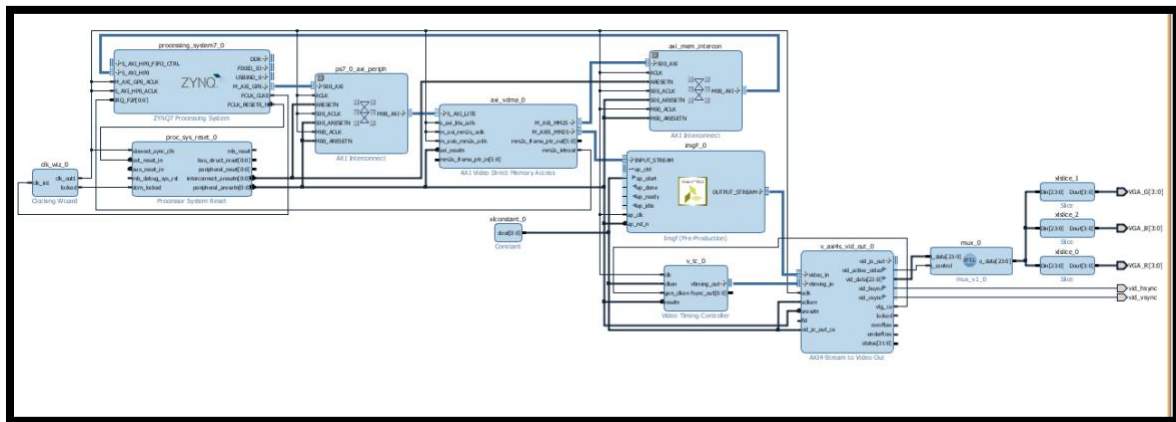 processing_system7_0
S_AXI_HP0_FIFO_CTRL
S_AXI_HP0
M_AXI_GP0_ACLK
S_AXI_HP0_ACLK
IRQ_F2P[0:0]
DDR
FIXED_IO
USBIND_0
M_AXI_GP0
FCLK_CLK0
FCLK_RESET0_N
ZYNQ
ZYNQ7 Processing System
ps7_0_axi_periph
S00_AXI
ACLK
ARESETN
S00_ACLK
S00_ARESETN
M00_ACLK
M00_ARESETN
M00_AXI
AXI Interconnect
axi_mem_intercon
S00_AXI
ACLK
ARESETN
S00_ACLK
S00_ARESETN
M00_ACLK
M00_ARESETN
M00_AXI
AXI Interconnect
axi_vdma_0
S_AXI_LITE
s_axi_lite_aclk
m_axi_mm2s_aclk
m_axis_mm2s_aclk
axi_resetn
mm2s_frame_ptr_in[5:0]
M_AXI_MM2S
M_AXIS_MM2S
mm2s_frame_ptr_out[5:0]
mm2s_introut
AXI Video Direct Memory Access
proc_sys_reset_0
slowest_sync_clk
ext_reset_in
aux_reset_in
mb_debug_sys_rst
dcm_locked
mb_reset
bus_struct_reset[0:0]
peripheral_reset[0:0]
interconnect_aresetn[0:0]
peripheral_aresetn[0:0]
Processor System Reset
clk_wiz_0
clk_in1
clk_out1
locked
Clocking Wizard
imgF_0
INPUT_STREAM
ap_ctrl
ap_start
ap_done
ap_ready
ap_idle
ap_clk
ap_rst_n
OUTPUT_STREAM
ImgF (Pre-Production)
xlconstant_0
dout[0:0]
Constant
v_tc_0
clk
clken
gen_clken
resetn
vtiming_out
fsync_out[0:0]
Video Timing Controller
v_axi4s_vid_out_0
video_in
vtiming_in
aclk
aclken
aresetn
fid
vid_io_out_ce
vid_io_out
vid_active_video
vid_data[23:0]
vid_hsync
vid_vsync
vtg_ce
locked
overflow
underflow
status[31:0]
AXI4-Stream to Video Out
mux_0
i_data[23:0]
i_control
RTL
o_data[23:0]
mux_v1_0
xlslice_1
Din[23:0] Dout[3:0]
Slice
xlslice_2
Din[23:0] Dout[3:0]
Slice
xlslice_0
Din[23:0] Dout[3:0]
Slice
VGA_G[3:0]
VGA_B[3:0]
VGA_R[3:0]
vid_hsync
vid_vsync